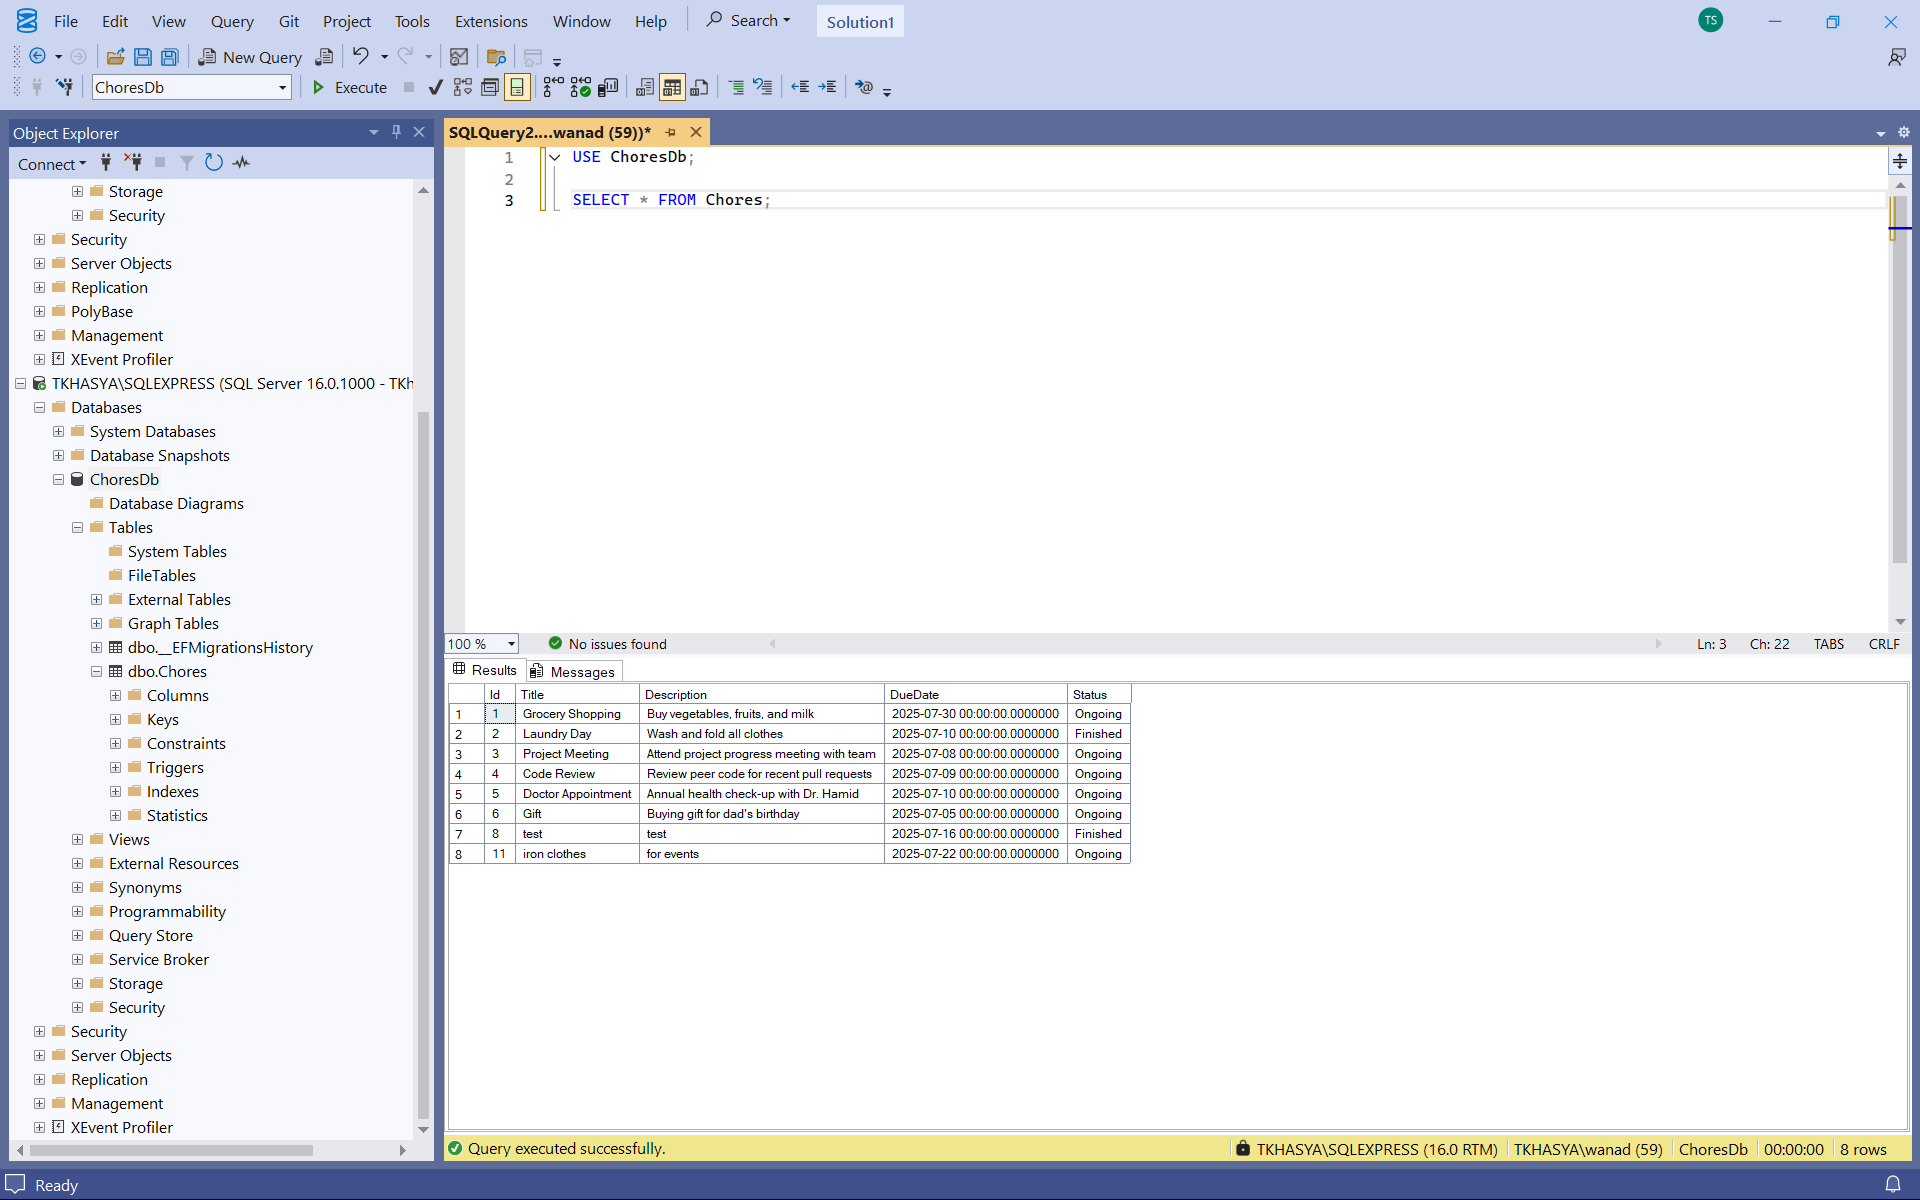 File Edit View Query Git Project Tools Extensions Window Help Search Solution1 TS
New Query
ChoresDb Execute
Object Explorer
Connect
Storage
Security
Security
Server Objects
Replication
PolyBase
Management
XEvent Profiler
TKHASYA\SQLEXPRESS (SQL Server 16.0.1000 - TKh
Databases
System Databases
Database Snapshots
ChoresDb
Database Diagrams
Tables
System Tables
FileTables
External Tables
Graph Tables
dbo.__EFMigrationsHistory
dbo.Chores
Columns
Keys
Constraints
Triggers
Indexes
Statistics
Views
External Resources
Synonyms
Programmability
Query Store
Service Broker
Storage
Security
Security
Server Objects
Replication
Management
XEvent Profiler
SQLQuery2....wanad (59))*
1 USE ChoresDb;
2
3 SELECT * FROM Chores;
100 % No issues found Ln: 3 Ch: 22 TABS CRLF
Results Messages
Id Title Description DueDate Status
1 1 Grocery Shopping Buy vegetables, fruits, and milk 2025-07-30 00:00:00.0000000 Ongoing
2 2 Laundry Day Wash and fold all clothes 2025-07-10 00:00:00.0000000 Finished
3 3 Project Meeting Attend project progress meeting with team 2025-07-08 00:00:00.0000000 Ongoing
4 4 Code Review Review peer code for recent pull requests 2025-07-09 00:00:00.0000000 Ongoing
5 5 Doctor Appointment Annual health check-up with Dr. Hamid 2025-07-10 00:00:00.0000000 Ongoing
6 6 Gift Buying gift for dad's birthday 2025-07-05 00:00:00.0000000 Ongoing
7 8 test test 2025-07-16 00:00:00.0000000 Finished
8 11 iron clothes for events 2025-07-22 00:00:00.0000000 Ongoing
Query executed successfully. TKHASYA\SQLEXPRESS (16.0 RTM) TKHASYA\wanad (59) ChoresDb 00:00:00 8 rows
Ready